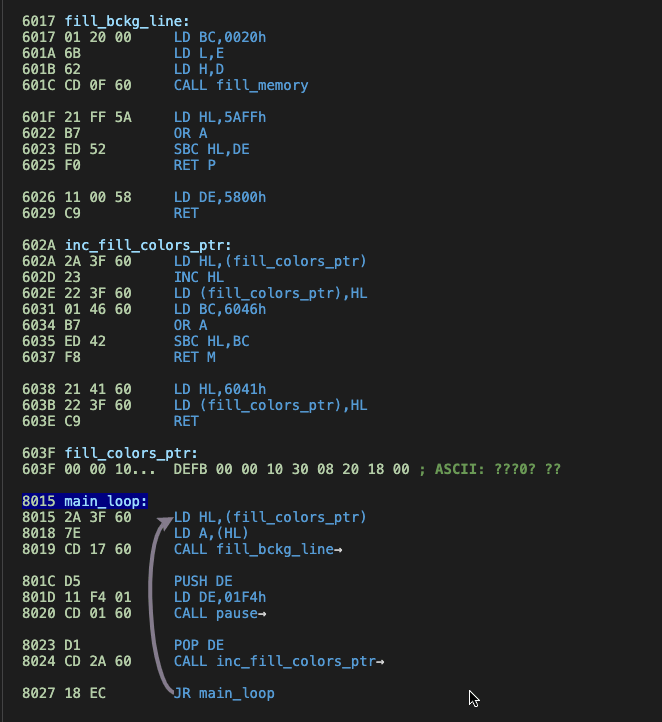 6017 fill_bckg_line:
6017 01 20 00 LD BC,0020h
601A 6B LD L,E
601B 62 LD H,D
601C CD 0F 60 CALL fill_memory
601F 21 FF 5A LD HL,5AFFh
6022 B7 OR A
6023 ED 52 SBC HL,DE
6025 F0 RET P
6026 11 00 58 LD DE,5800h
6029 C9 RET
602A inc_fill_colors_ptr:
602A 2A 3F 60 LD HL,(fill_colors_ptr)
602D 23 INC HL
602E 22 3F 60 LD (fill_colors_ptr),HL
6031 01 46 60 LD BC,6046h
6034 B7 OR A
6035 ED 42 SBC HL,BC
6037 F8 RET M
6038 21 41 60 LD HL,6041h
603B 22 3F 60 LD (fill_colors_ptr),HL
603E C9 RET
603F fill_colors_ptr:
603F 00 00 10... DEFB 00 00 10 30 08 20 18 00 ; ASCII: ???0? ??
8015 main_loop:
8015 2A 3F 60 LD HL,(fill_colors_ptr)
8018 7E LD A,(HL)
8019 CD 17 60 CALL fill_bckg_line→
801C D5 PUSH DE
801D 11 F4 01 LD DE,01F4h
8020 CD 01 60 CALL pause→
8023 D1 POP DE
8024 CD 2A 60 CALL inc_fill_colors_ptr→
8027 18 EC JR main_loop